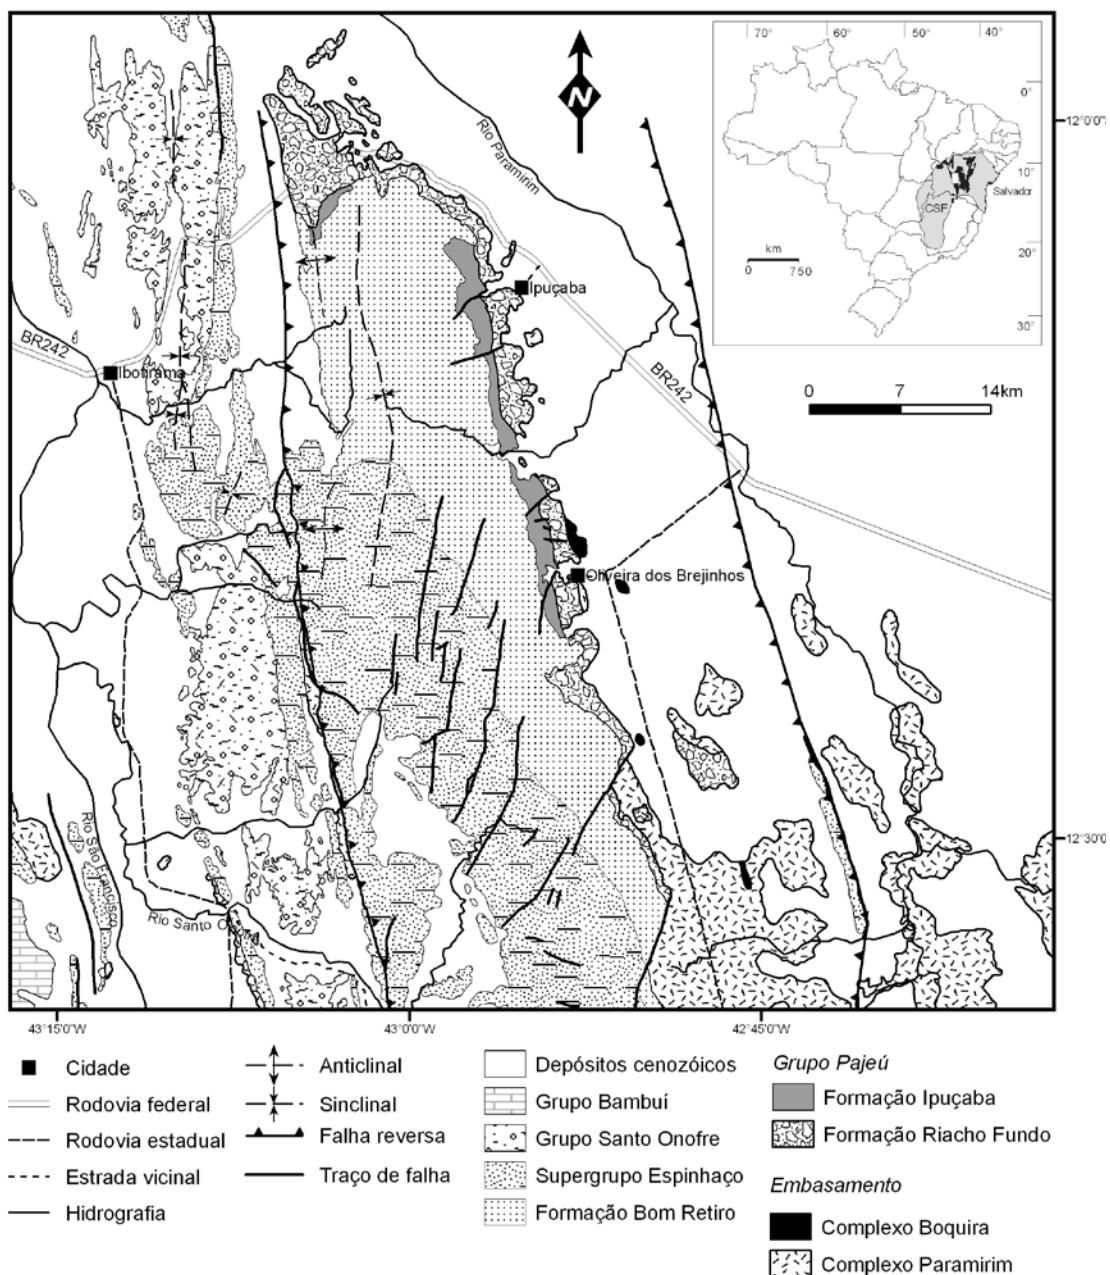 70°
60°
50°
40°
0°
10°
20°
30°
Salvador
CSF
km
0 750
N
12°0'0"S
Rio Paramirim
Ipuçaba
BR242
Ibotirama
BR242
0 7 14km
Oliveira dos Brejinhos
12°30'0
Rio São Francisco
Rio Santo Onofre
43°15'0"W
43°0'0"W
42°45'0"W
Cidade
Rodovia federal
Rodovia estadual
Estrada vicinal
Hidrografia
Anticlinal
Sinclinal
Falha reversa
Traço de falha
Depósitos cenozóicos
Grupo Bambuí
Grupo Santo Onofre
Supergrupo Espinhaço
Formação Bom Retiro
Grupo Pajeú
Formação Ipuçaba
Formação Riacho Fundo
Embasamento
Complexo Boquira
Complexo Paramirim